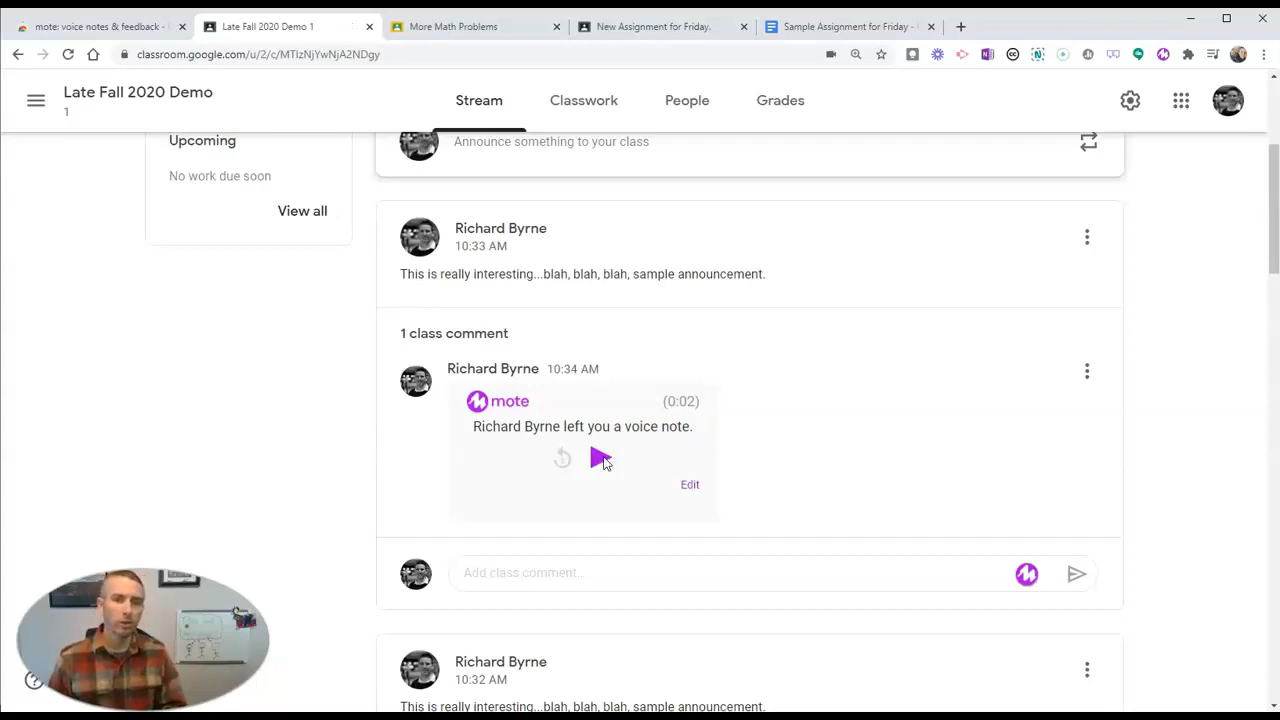 mote: voice notes & feedback -
Late Fall 2020 Demo 1
More Math Problems
New Assignment for Friday.
Sample Assignment for Friday -
classroom.google.com/u/2/c/MTIzNjYwNjA2NDgy
Late Fall 2020 Demo
1
Stream
Classwork
People
Grades
Upcoming
No work due soon
View all
Announce something to your class
Richard Byrne
10:33 AM
This is really interesting...blah, blah, blah, sample announcement.
1 class comment
Richard Byrne 10:34 AM
mote (0:02)
Richard Byrne left you a voice note.
Edit
Add class comment...
Richard Byrne
10:32 AM
This is really interesting...blah, blah, blah, sample announcement.